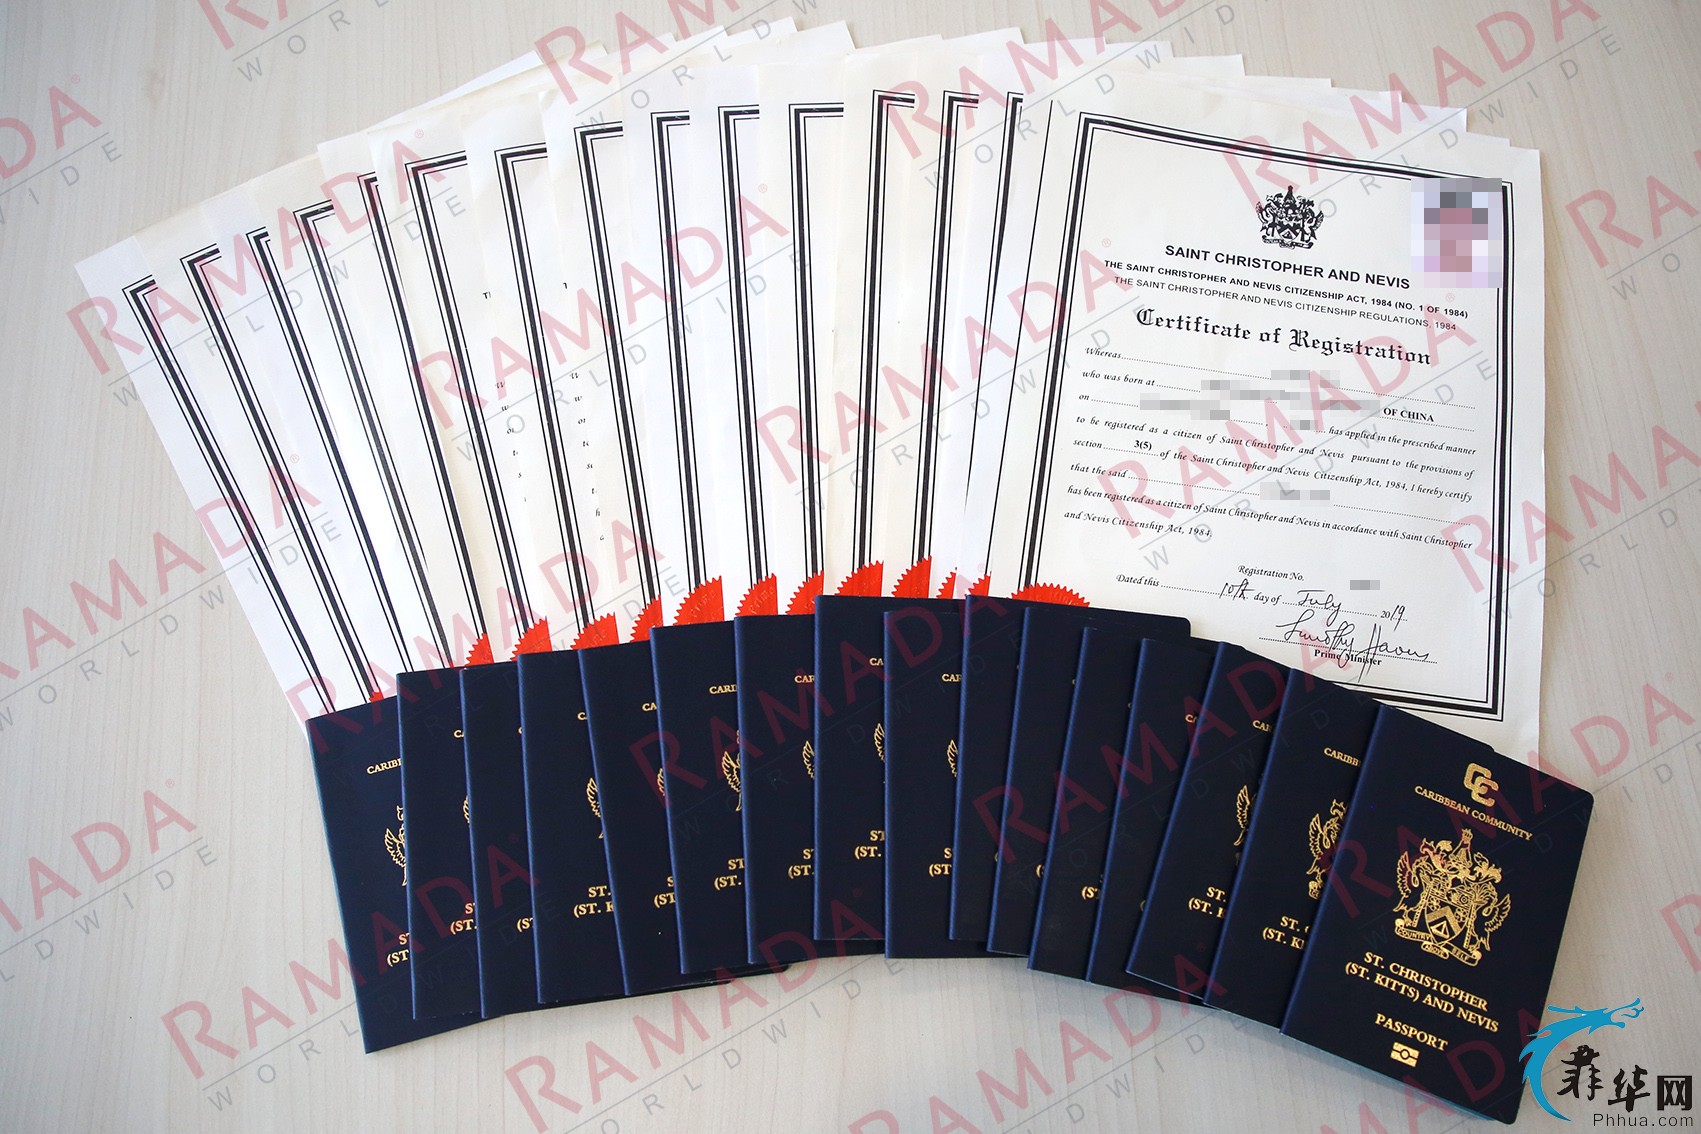 SAINT CHRISTOPHER AND NEVIS
THE SAINT CHRISTOPHER AND NEVIS CITIZENSHIP ACT, 1984 (NO. 1 OF 1984)
THE SAINT CHRISTOPHER AND NEVIS CITIZENSHIP REGULATIONS, 1984
Certificate of Registration
Whereas
who was born at
on OF CHINA
has applied in the prescribed manner
to be registered as a citizen of Saint Christopher and Nevis pursuant to the provisions of
section 3(5) of the Saint Christopher and Nevis Citizenship Act, 1984, I hereby certify
that the said
has been registered as a citizen of Saint Christopher and Nevis in accordance with Saint Christopher
and Nevis Citizenship Act, 1984.
Registration No.
Dated this 10th day of July 2019
Prime Minister
CARIBBEAN COMMUNITY
COUNTRY ABOVE SELF
ST. CHRISTOPHER
(ST. KITTS) AND NEVIS
PASSPORT
RAMADA
WORLDWIDE
菲华网
Phhua.com